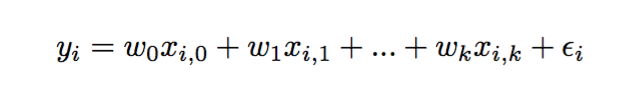 y_i = w_0x_{i,0} + w_1x_{i,1} + ... + w_kx_{i,k} + ϵ_i